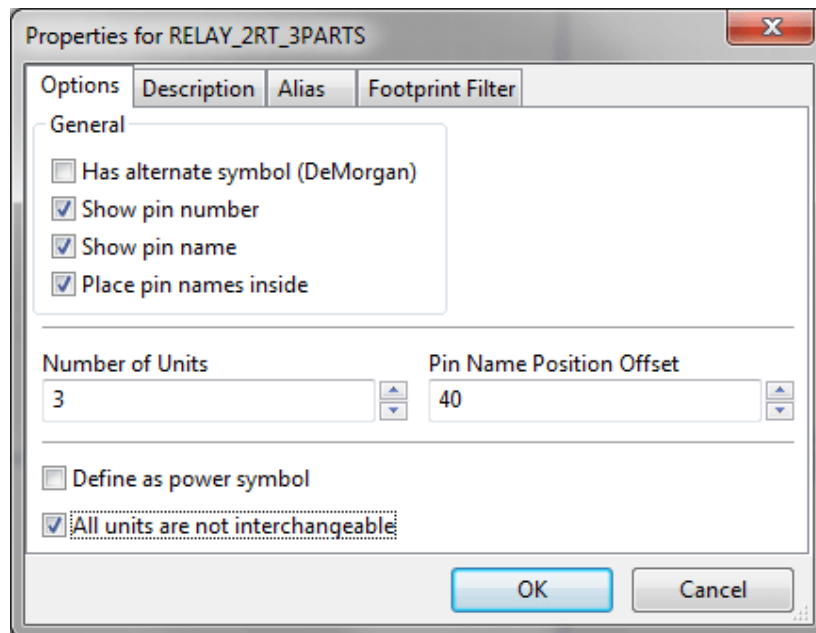 Properties for RELAY_2RT_3PARTS
Options Description Alias Footprint Filter
General
Has alternate symbol (DeMorgan)
Show pin number
Show pin name
Place pin names inside
Number of Units Pin Name Position Offset
3 40
Define as power symbol
All units are not interchangeable
OK Cancel